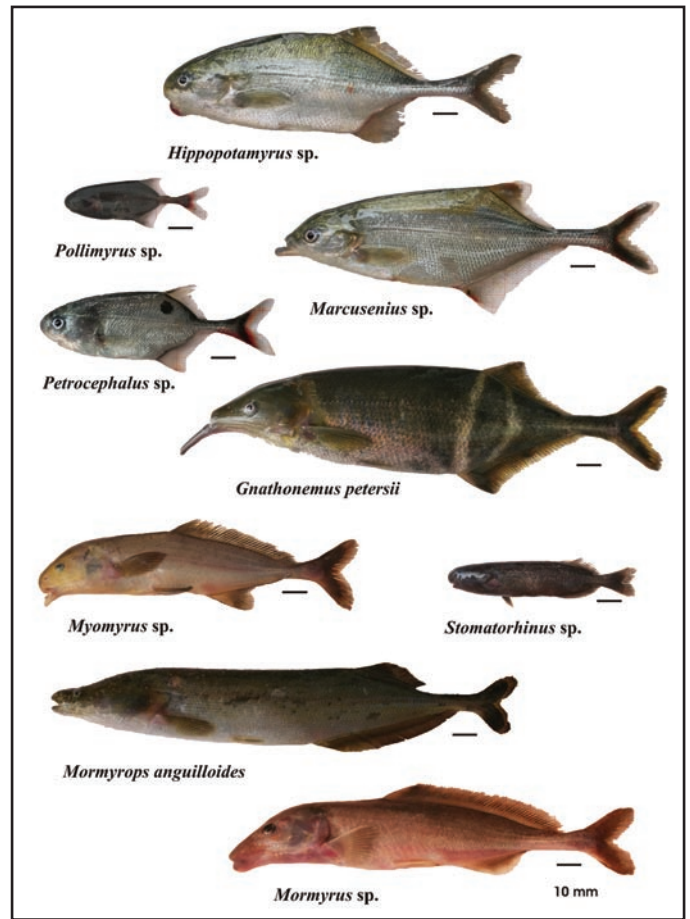 Hippopotamyrus sp.
Pollimyrus sp.
Marcusenius sp.
Petrocephalus sp.
Gnathonemus petersii
Myomyrus sp.
Stomatorhinus sp.
Mormyrops anguilloides
Mormyrus sp.
10 mm